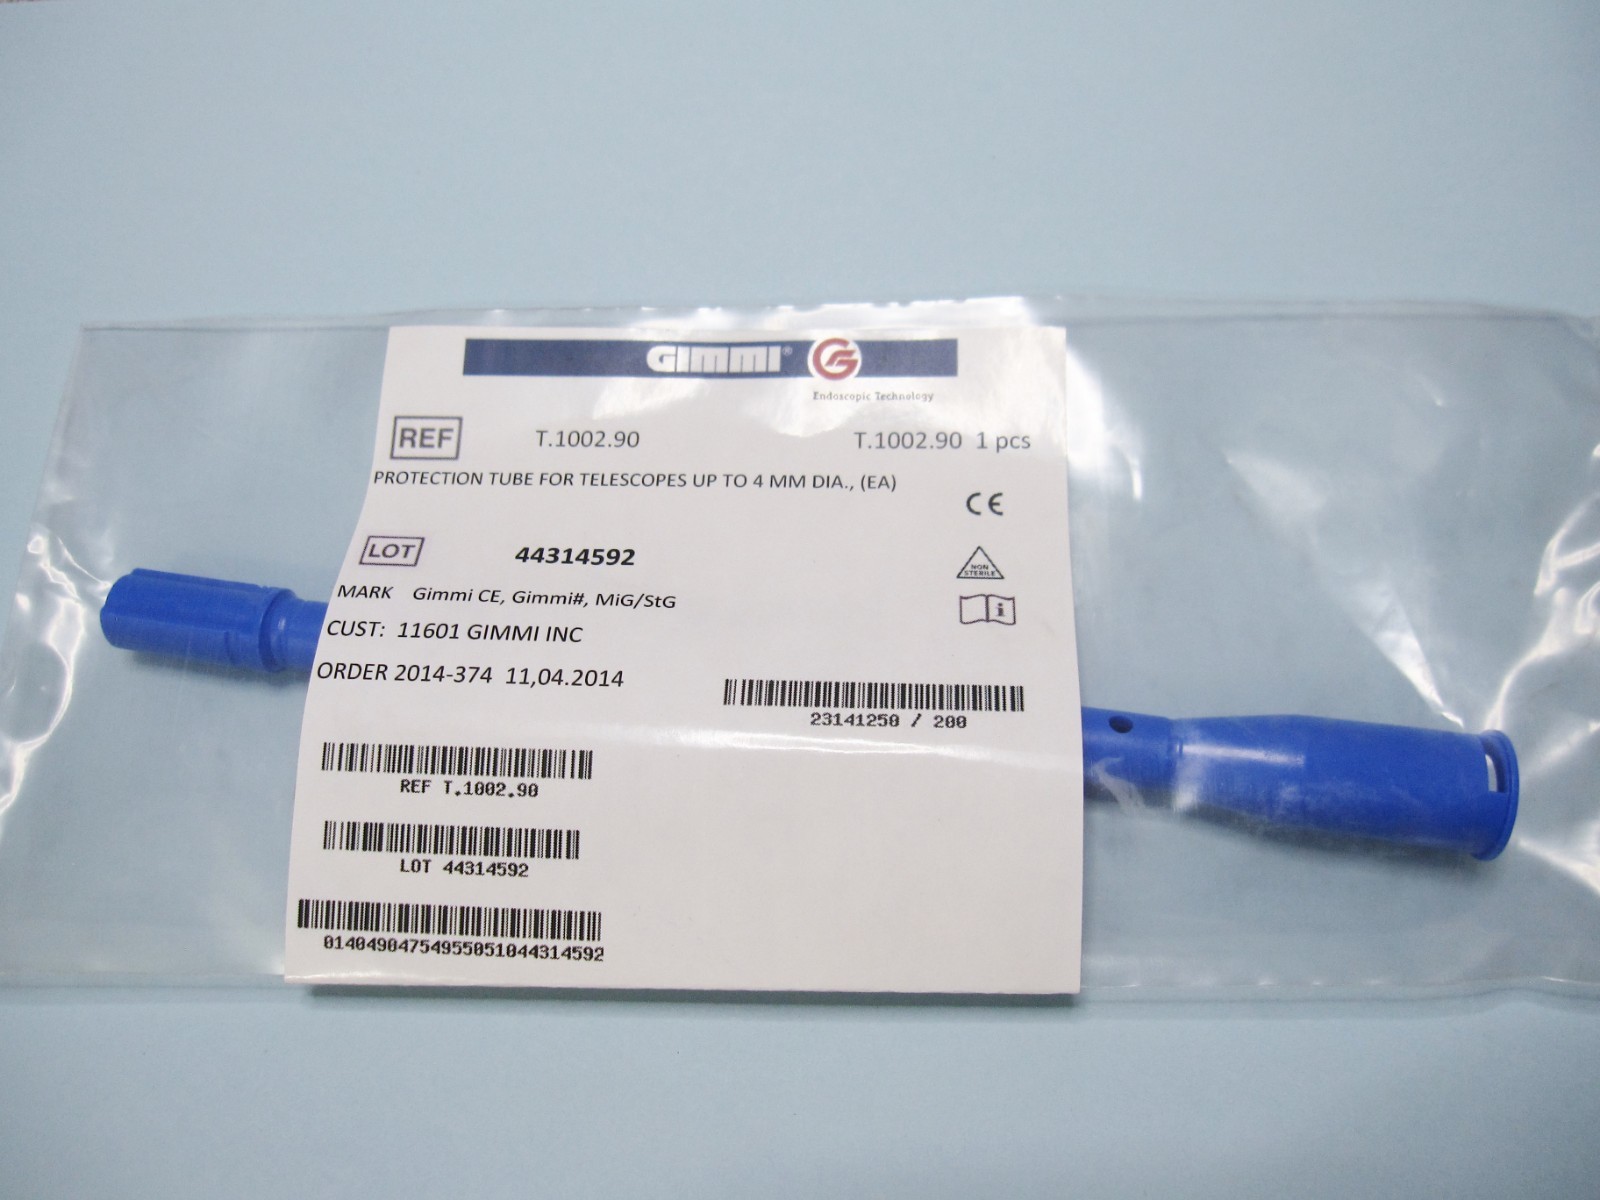 GIMMI®
Endoscopic Technology
REF T.1002.90 T.1002.90 1 pcs
PROTECTION TUBE FOR TELESCOPES UP TO 4 MM DIA., (EA)
CE
LOT 44314592
NON
STERILE
MARK Gimmi CE, Gimmi#, MiG/StG
i
CUST: 11601 GIMMI INC
ORDER 2014-374 11,04.2014
23141250 / 200
REF T.1002.90
LOT 44314592
01404904754955051044314592